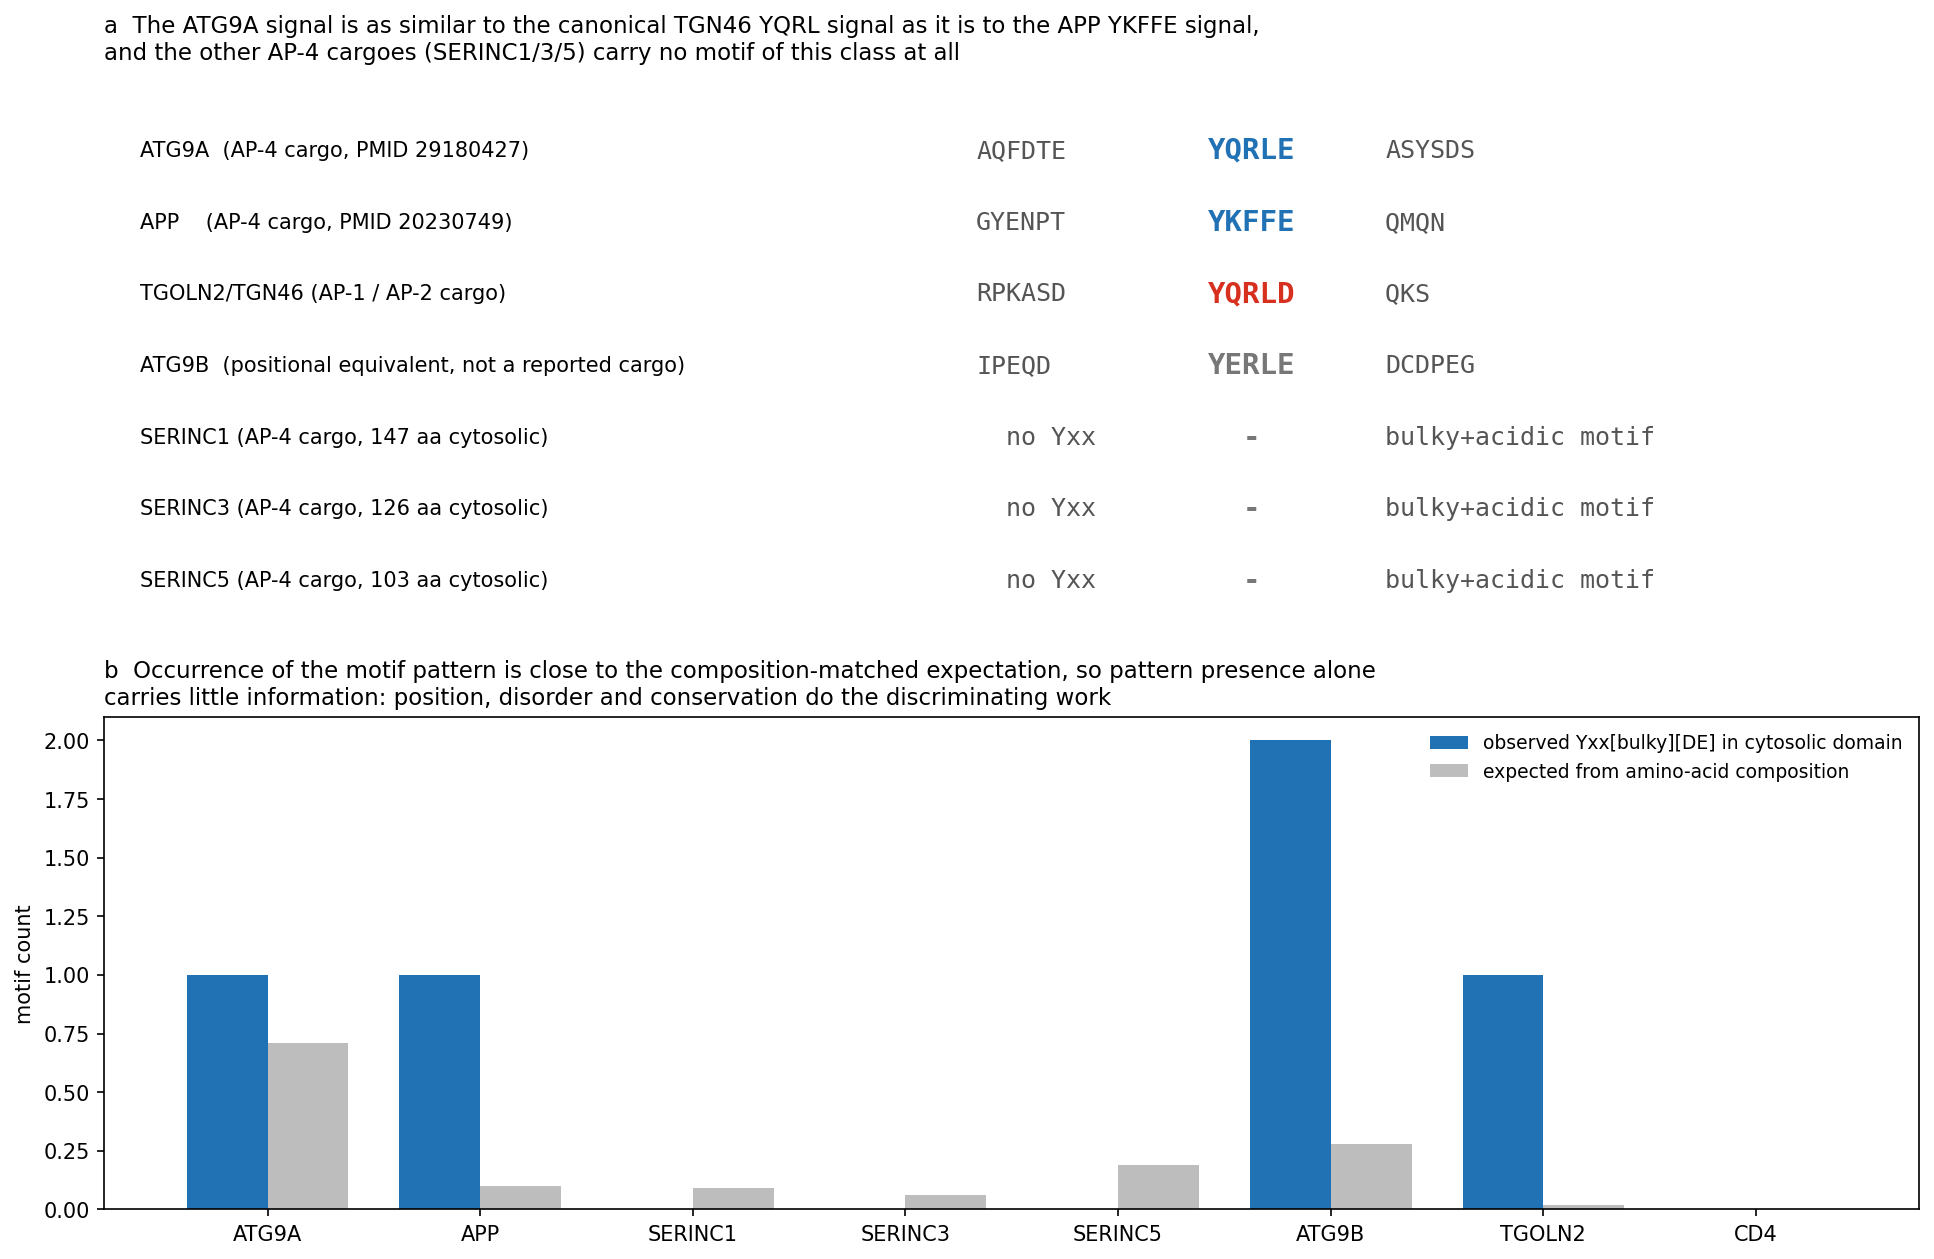 a  The ATG9A signal is as similar to the canonical TGN46 YQRL signal as it is to the APP YKFFE signal,
and the other AP-4 cargoes (SERINC1/3/5) carry no motif of this class at all
ATG9A  (AP-4 cargo, PMID 29180427) AQFDTE YQRLE ASYSDS
APP    (AP-4 cargo, PMID 20230749) GYENPT YKFFE QMQN
TGOLN2/TGN46 (AP-1 / AP-2 cargo) RPKASD YQRLD QKS
ATG9B  (positional equivalent, not a reported cargo) IPEQD YERLE DCDPEG
SERINC1 (AP-4 cargo, 147 aa cytosolic) no Yxx - bulky+acidic motif
SERINC3 (AP-4 cargo, 126 aa cytosolic) no Yxx - bulky+acidic motif
SERINC5 (AP-4 cargo, 103 aa cytosolic) no Yxx - bulky+acidic motif
b  Occurrence of the motif pattern is close to the composition-matched expectation, so pattern presence alone
carries little information: position, disorder and conservation do the discriminating work
observed Yxx[bulky][DE] in cytosolic domain
expected from amino-acid composition
motif count
2.00
1.75
1.50
1.25
1.00
0.75
0.50
0.25
0.00
ATG9A APP SERINC1 SERINC3 SERINC5 ATG9B TGOLN2 CD4